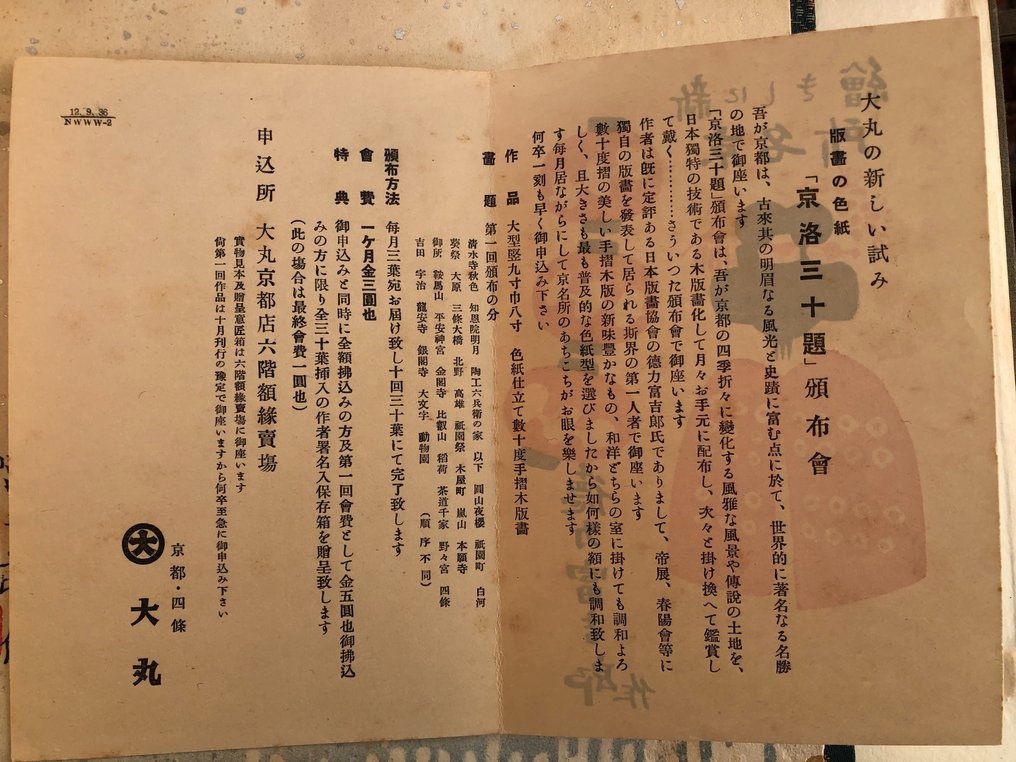 大丸の新しい試み
版畫の色紙
「京洛三十題」頒布會
吾が京都は、古來其の明眉なる風光と史蹟に富む点に於て、世界的に著名なる名勝
の地で御座います
「京洛三十題」頒布會は、吾が京都の四季折々に變化する風雅な風景や傳說の土地を、
日本獨特の技術である木版畫化して月々お手元に配布し、次々と掛け換へて鑑賞し
て戴く…………さういつた頒布會で御座います
作者は既に定評ある日本版畫協會の德力富吉郎氏でありまして、帝展、春陽會等に
獨自の版畫を發表して居られる斯界の第一人者で御座います
數十度摺の美しい手摺木版の新味豊かなもの、和洋どちらの室に掛けても調和よろ
しく、且大きさも最も普及的な色紙型を選びましたから如何樣の額にも調和致しま
す每月居ながらにして京名所のあちこちがお眼を樂しませます
何卒一刻も早く御申込み下さい
作品 大型竪九寸巾八寸 色紙仕立て數十度手摺木版畫
畫題 第一回頒布の分
淸水寺秋色 知恩院明月 陶工六兵衛の家 以下 圓山夜櫻 祇園町 白河
葵祭 大原 三條大橋 北野 高雄 祇園祭 木屋町 嵐山 本願寺
御所 鞍馬山 平安神宮 金閣寺 比叡山 稻荷 茶道千家 野々宮 四條
吉田 宇治 龍安寺 銀閣寺 大文字 動物園 (順序不同)
頒布方法 每月三葉宛お届け致し十回三十葉にて完了致します
會費 一ケ月金三圓也
特典 御申込みと同時に全額拂込みの方及第一回會費として金五圓也御拂込
みの方に限り全三十葉揷入の作者署名入保存箱を贈呈致します
(此の塲合は最終會費一圓也)
申込所 大丸京都店六階額緣賣塲
實物見本及贈呈意匠箱は六階額緣賣塲に御座います
尙第一回作品は十月刊行の豫定で御座いますから何卒至急に御申込み下さい
京都・四條
大 大丸
12. 9. 36
NWWW-2